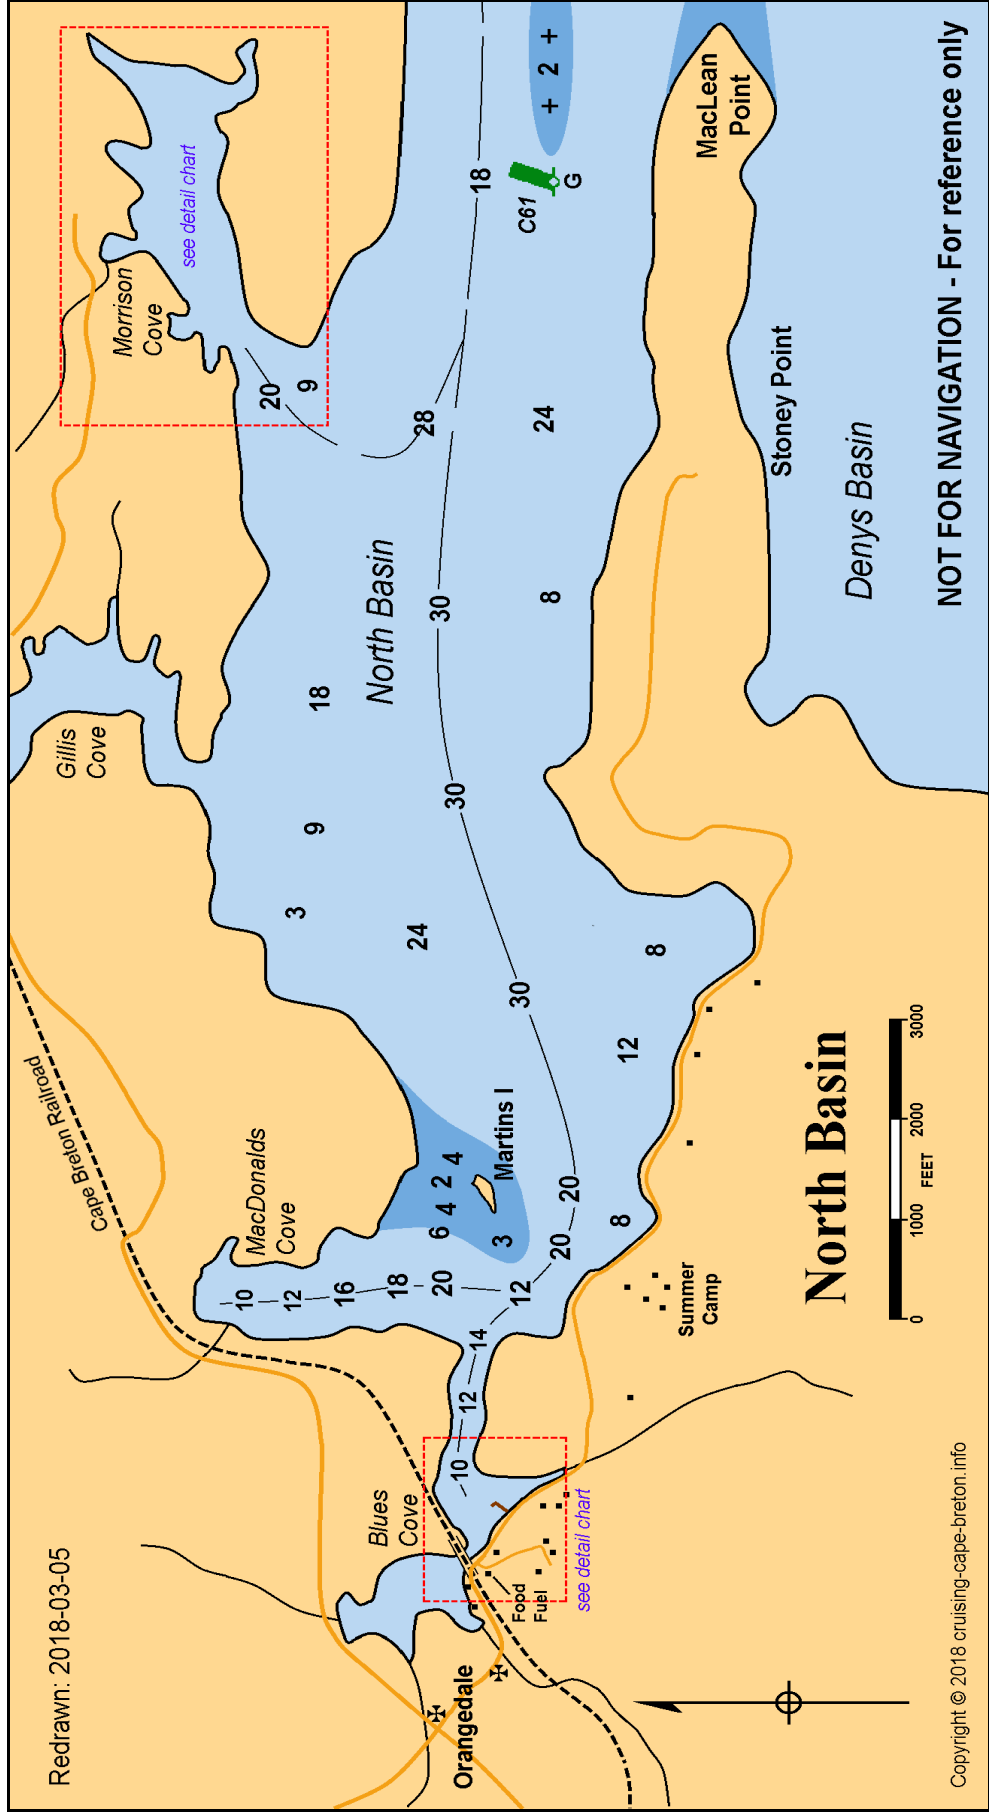 Redrawn: 2018-03-05
Cape Breton Railroad
Gillis
Cove
Morrison
Cove
see detail chart
20
9
MacDonalds
Cove
10
12
16
18
20
12
14
12
10
Blues
Cove
3
9
18
24
North Basin
30
30
30
28
24
18
8
8
12
8
20
20
6
4
2
4
3
Martins I
C61
G
+ 2 +
MacLean
Point
Stoney Point
Denys Basin
Food
Fuel
see detail chart
Orangedale
Summer
Camp
North Basin
0 1000 2000 3000
FEET
Copyright © 2018 cruising-cape-breton.info
NOT FOR NAVIGATION - For reference only